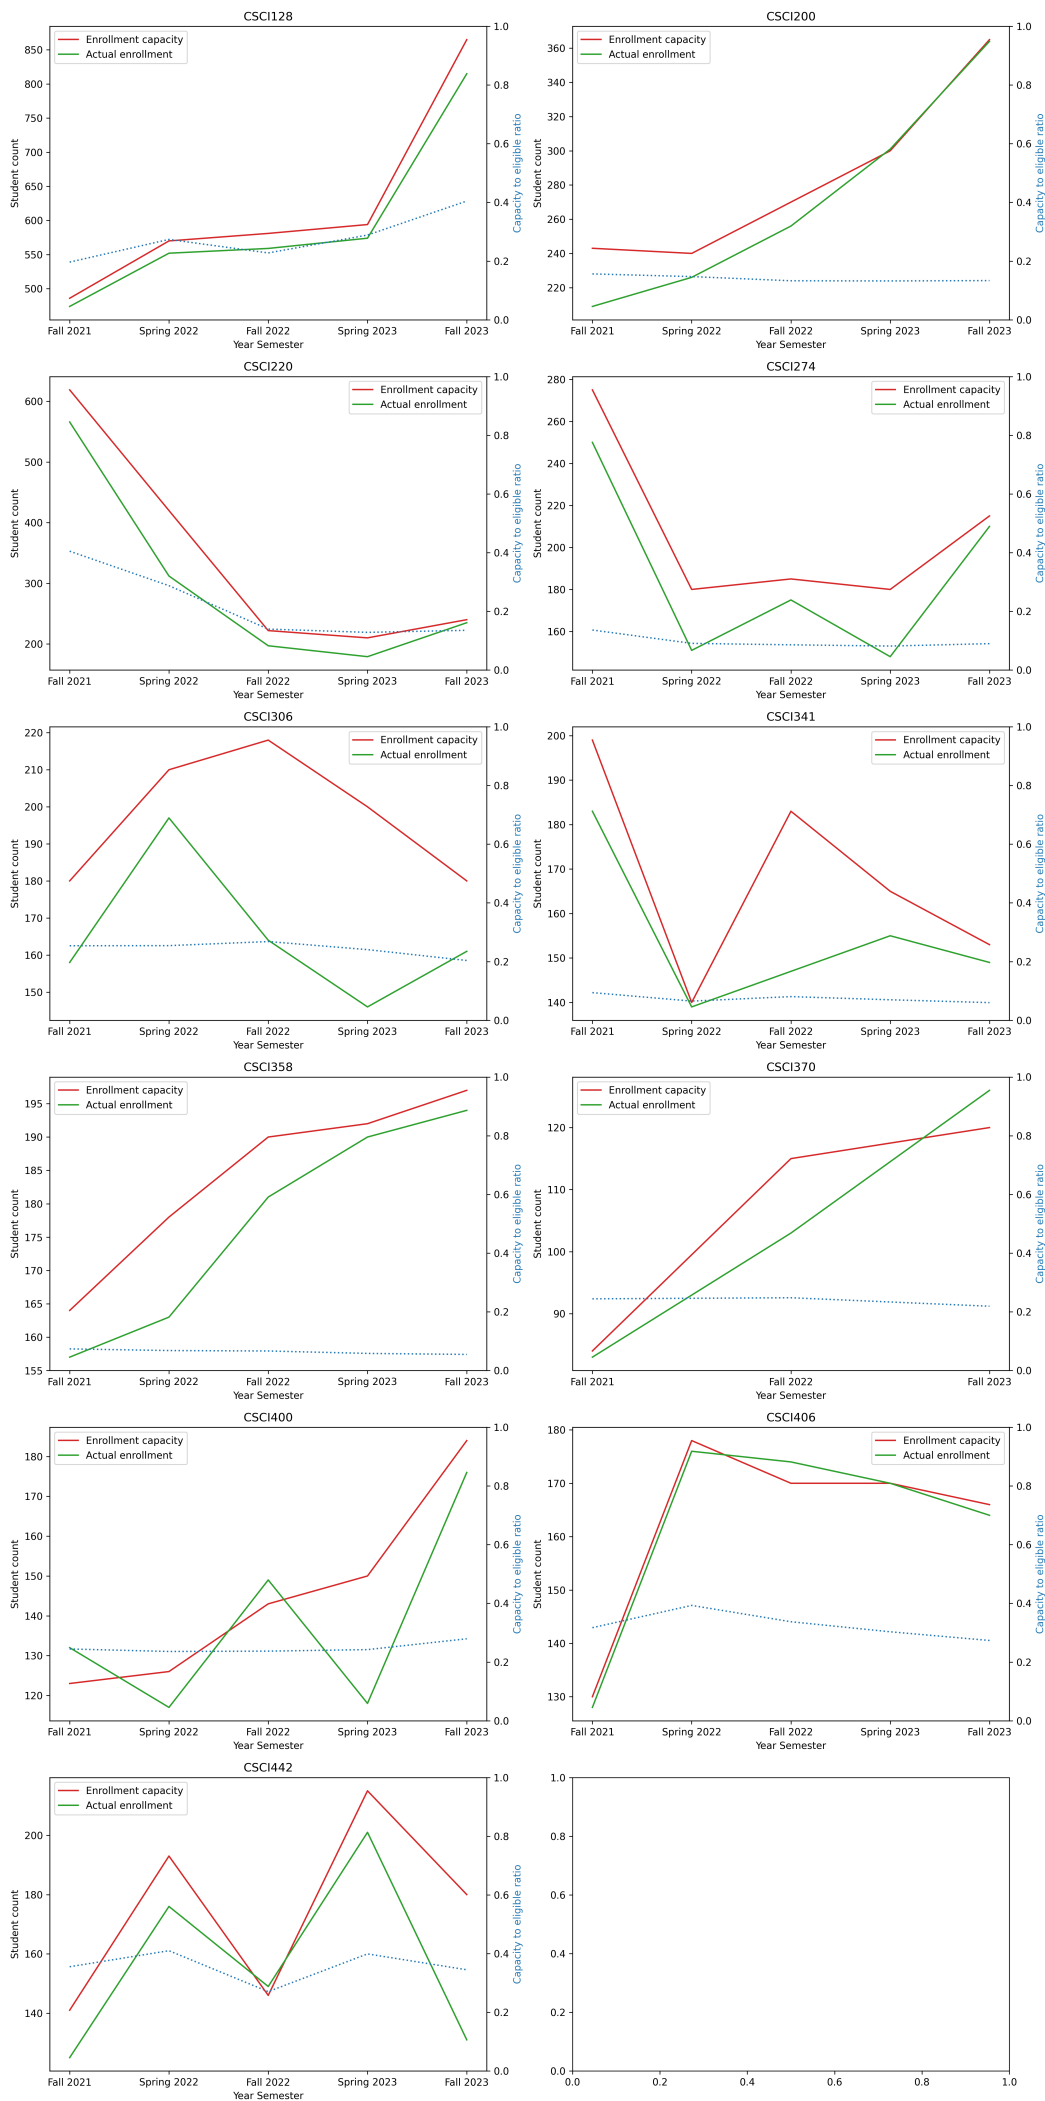 CSCI128
Enrollment capacity
Actual enrollment
850
800
750
700
650
600
550
500
Student count
1.0
0.8
0.6
0.4
0.2
0.0
Capacity to eligible ratio
Fall 2021 Spring 2022 Fall 2022 Spring 2023 Fall 2023
Year Semester
CSCI200
Enrollment capacity
Actual enrollment
360
340
320
300
280
260
240
220
Student count
1.0
0.8
0.6
0.4
0.2
0.0
Capacity to eligible ratio
Fall 2021 Spring 2022 Fall 2022 Spring 2023 Fall 2023
Year Semester
CSCI220
Enrollment capacity
Actual enrollment
600
500
400
300
200
Student count
1.0
0.8
0.6
0.4
0.2
0.0
Capacity to eligible ratio
Fall 2021 Spring 2022 Fall 2022 Spring 2023 Fall 2023
Year Semester
CSCI274
Enrollment capacity
Actual enrollment
280
260
240
220
200
180
160
Student count
1.0
0.8
0.6
0.4
0.2
0.0
Capacity to eligible ratio
Fall 2021 Spring 2022 Fall 2022 Spring 2023 Fall 2023
Year Semester
CSCI306
Enrollment capacity
Actual enrollment
220
210
200
190
180
170
160
150
Student count
1.0
0.8
0.6
0.4
0.2
0.0
Capacity to eligible ratio
Fall 2021 Spring 2022 Fall 2022 Spring 2023 Fall 2023
Year Semester
CSCI341
Enrollment capacity
Actual enrollment
200
190
180
170
160
150
140
Student count
1.0
0.8
0.6
0.4
0.2
0.0
Capacity to eligible ratio
Fall 2021 Spring 2022 Fall 2022 Spring 2023 Fall 2023
Year Semester
CSCI358
Enrollment capacity
Actual enrollment
195
190
185
180
175
170
165
160
155
Student count
1.0
0.8
0.6
0.4
0.2
0.0
Capacity to eligible ratio
Fall 2021 Spring 2022 Fall 2022 Spring 2023 Fall 2023
Year Semester
CSCI370
Enrollment capacity
Actual enrollment
120
110
100
90
Student count
1.0
0.8
0.6
0.4
0.2
0.0
Capacity to eligible ratio
Fall 2021 Fall 2022 Fall 2023
Year Semester
CSCI400
Enrollment capacity
Actual enrollment
180
170
160
150
140
130
120
Student count
1.0
0.8
0.6
0.4
0.2
0.0
Capacity to eligible ratio
Fall 2021 Spring 2022 Fall 2022 Spring 2023 Fall 2023
Year Semester
CSCI406
Enrollment capacity
Actual enrollment
180
170
160
150
140
130
Student count
1.0
0.8
0.6
0.4
0.2
0.0
Capacity to eligible ratio
Fall 2021 Spring 2022 Fall 2022 Spring 2023 Fall 2023
Year Semester
CSCI442
Enrollment capacity
Actual enrollment
200
180
160
140
Student count
1.0
0.8
0.6
0.4
0.2
0.0
Capacity to eligible ratio
Fall 2021 Spring 2022 Fall 2022 Spring 2023 Fall 2023
Year Semester
1.0
0.8
0.6
0.4
0.2
0.0
0.0 0.2 0.4 0.6 0.8 1.0